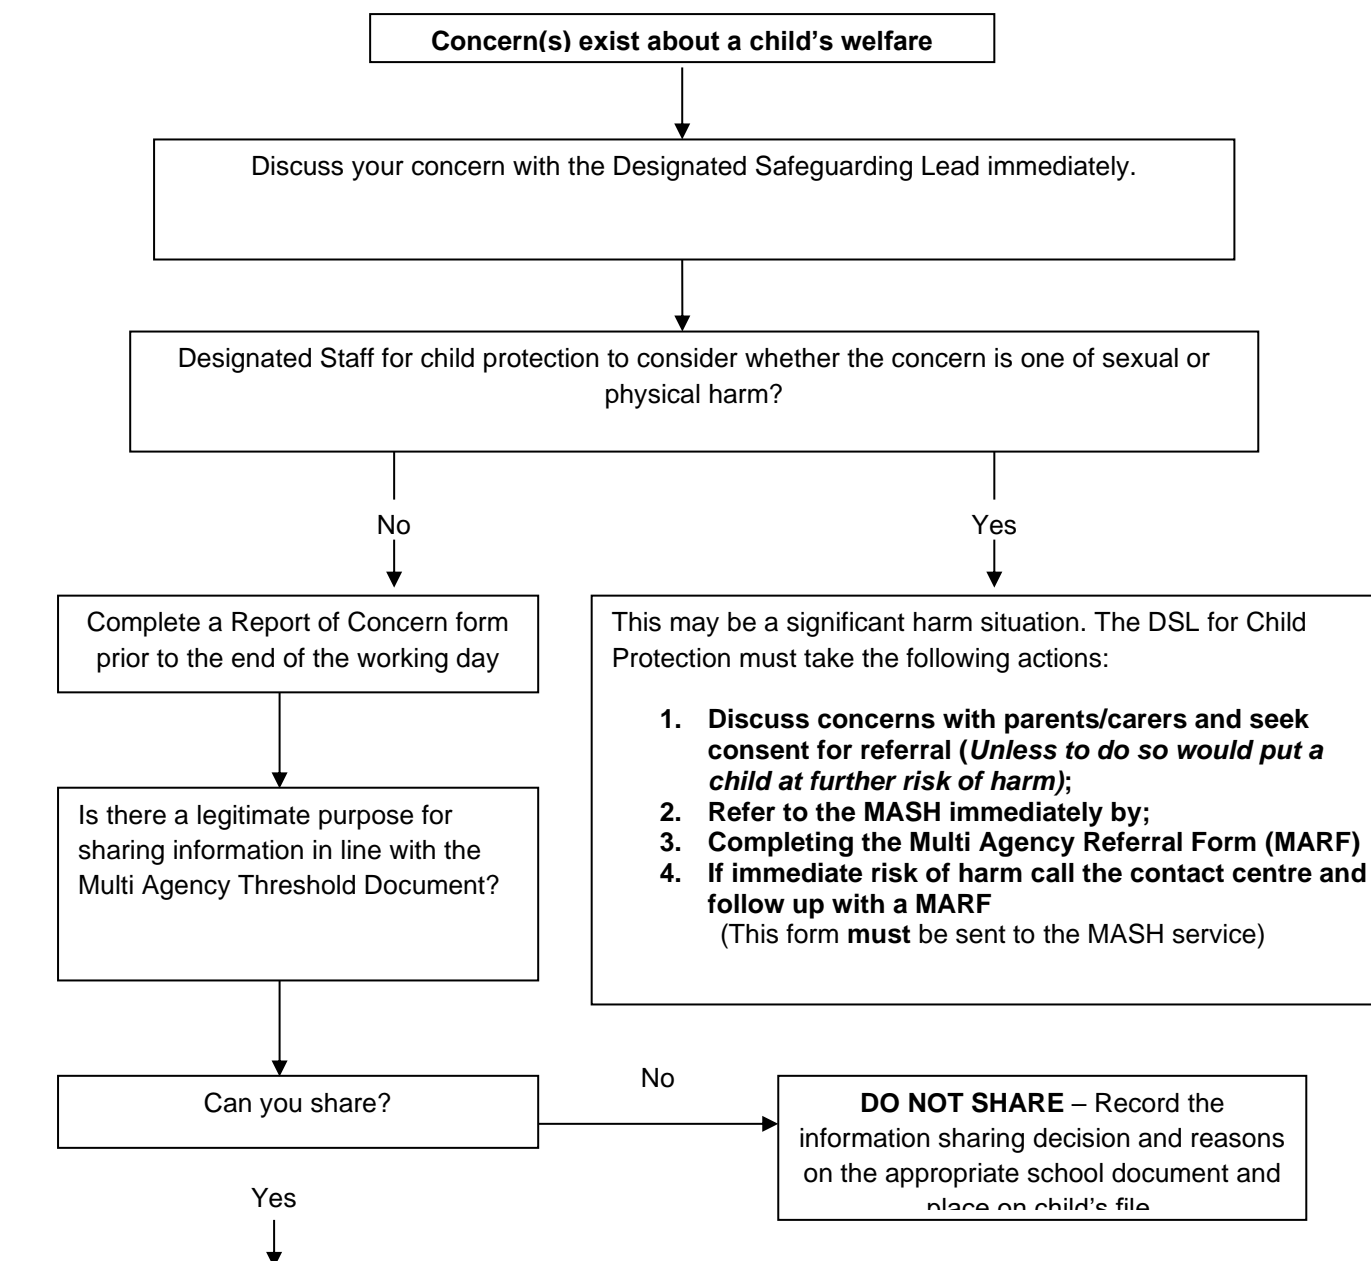 Concern(s) exist about a child’s welfare
Discuss your concern with the Designated Safeguarding Lead immediately.
Designated Staff for child protection to consider whether the concern is one of sexual or
physical harm?
No
Yes
Complete a Report of Concern form
prior to the end of the working day
This may be a significant harm situation. The DSL for Child
Protection must take the following actions:
1. Discuss concerns with parents/carers and seek
consent for referral (Unless to do so would put a
child at further risk of harm);
2. Refer to the MASH immediately by;
3. Completing the Multi Agency Referral Form (MARF)
4. If immediate risk of harm call the contact centre and
follow up with a MARF
(This form must be sent to the MASH service)
Is there a legitimate purpose for
sharing information in line with the
Multi Agency Threshold Document?
Can you share?
No
DO NOT SHARE – Record the
information sharing decision and reasons
on the appropriate school document and
place on child’s file
Yes